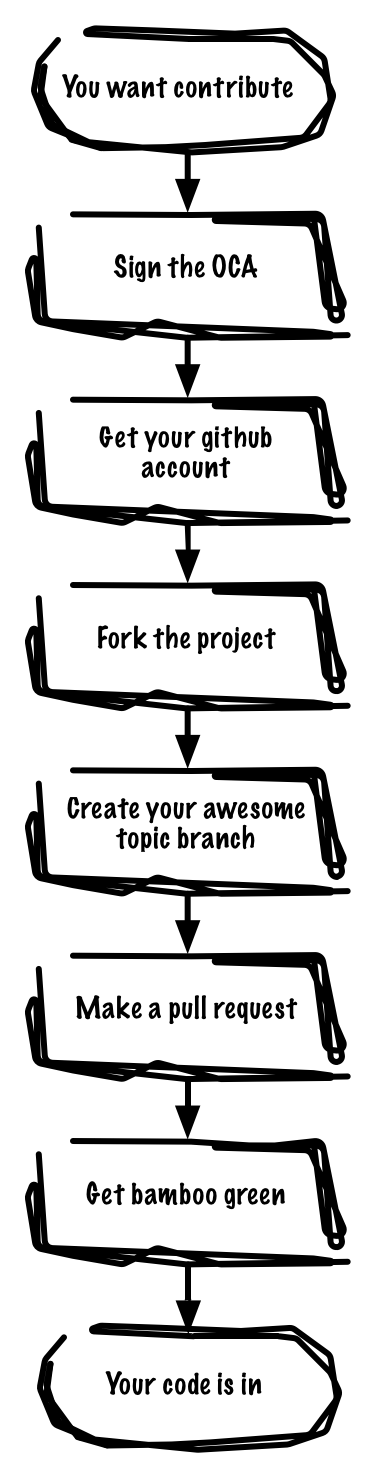 You want contribute
Sign the OCA
Get your github
account
Fork the project
Create your awesome
topic branch
Make a pull request
Get bamboo green
Your code is in